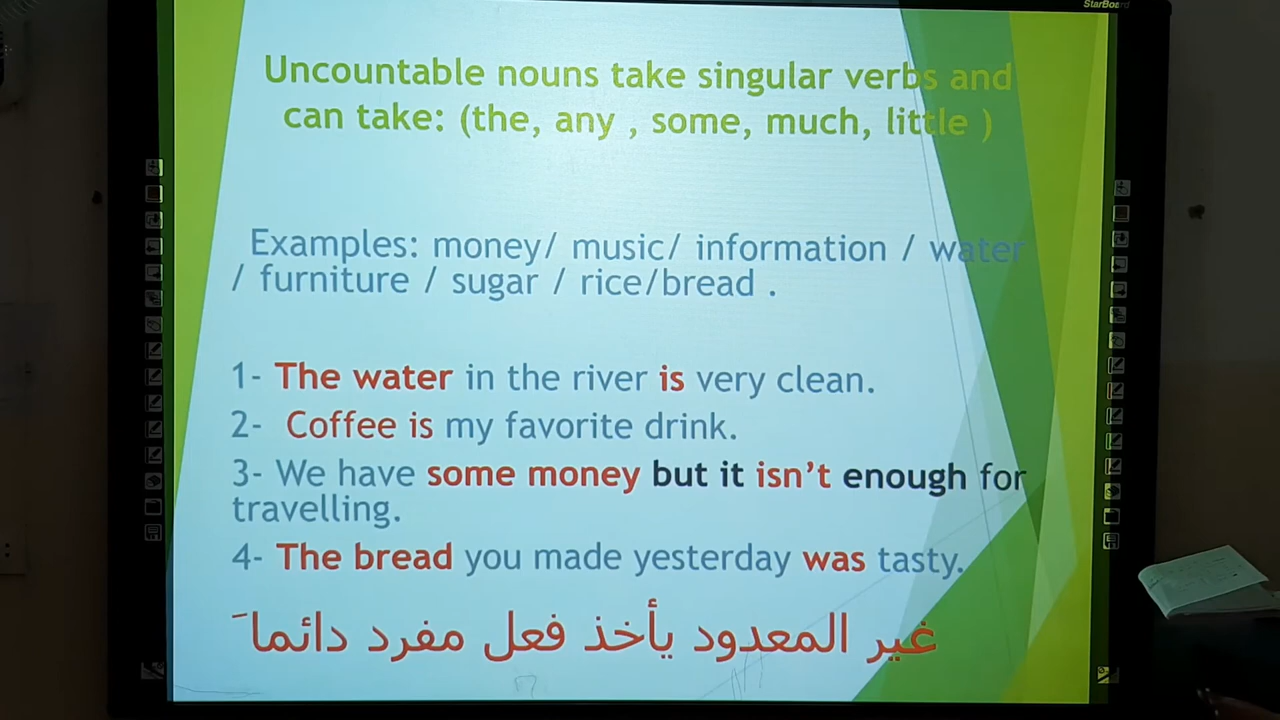 StarBoard
Uncountable nouns take singular verbs and
can take: (the, any , some, much, little )
Examples: money/ music/ information / water
/ furniture / sugar / rice/bread .
1- The water in the river is very clean.
2- Coffee is my favorite drink.
3- We have some money but it isn’t enough for
travelling.
4- The bread you made yesterday was tasty.
غير المعدود يأخذ فعل مفرد دائما َ